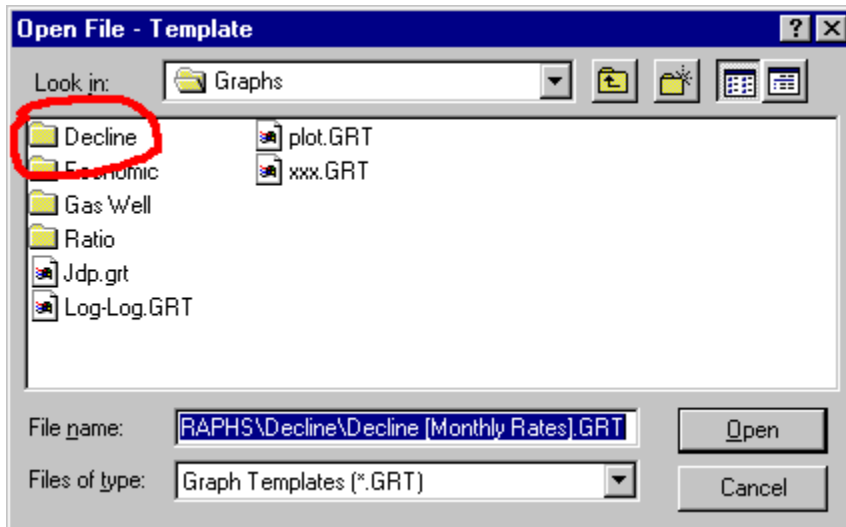 Open File - Template
Look in: Graphs
Decline plot.GRT
Economic xxx.GRT
Gas Well
Ratio
Jdp.grt
Log-Log.GRT
File name: RAPHS\Decline\Decline [Monthly Rates].GRT Open
Files of type: Graph Templates (*.GRT) Cancel